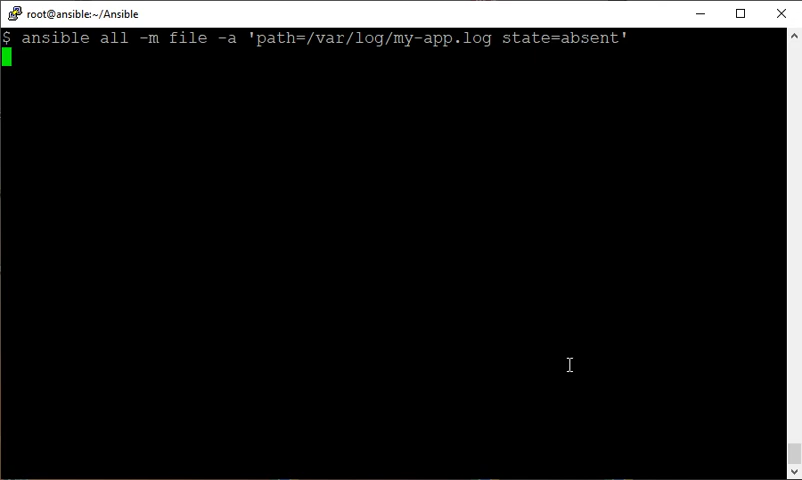 root@ansible:~/Ansible
$ ansible all -m file -a 'path=/var/log/my-app.log state=absent'